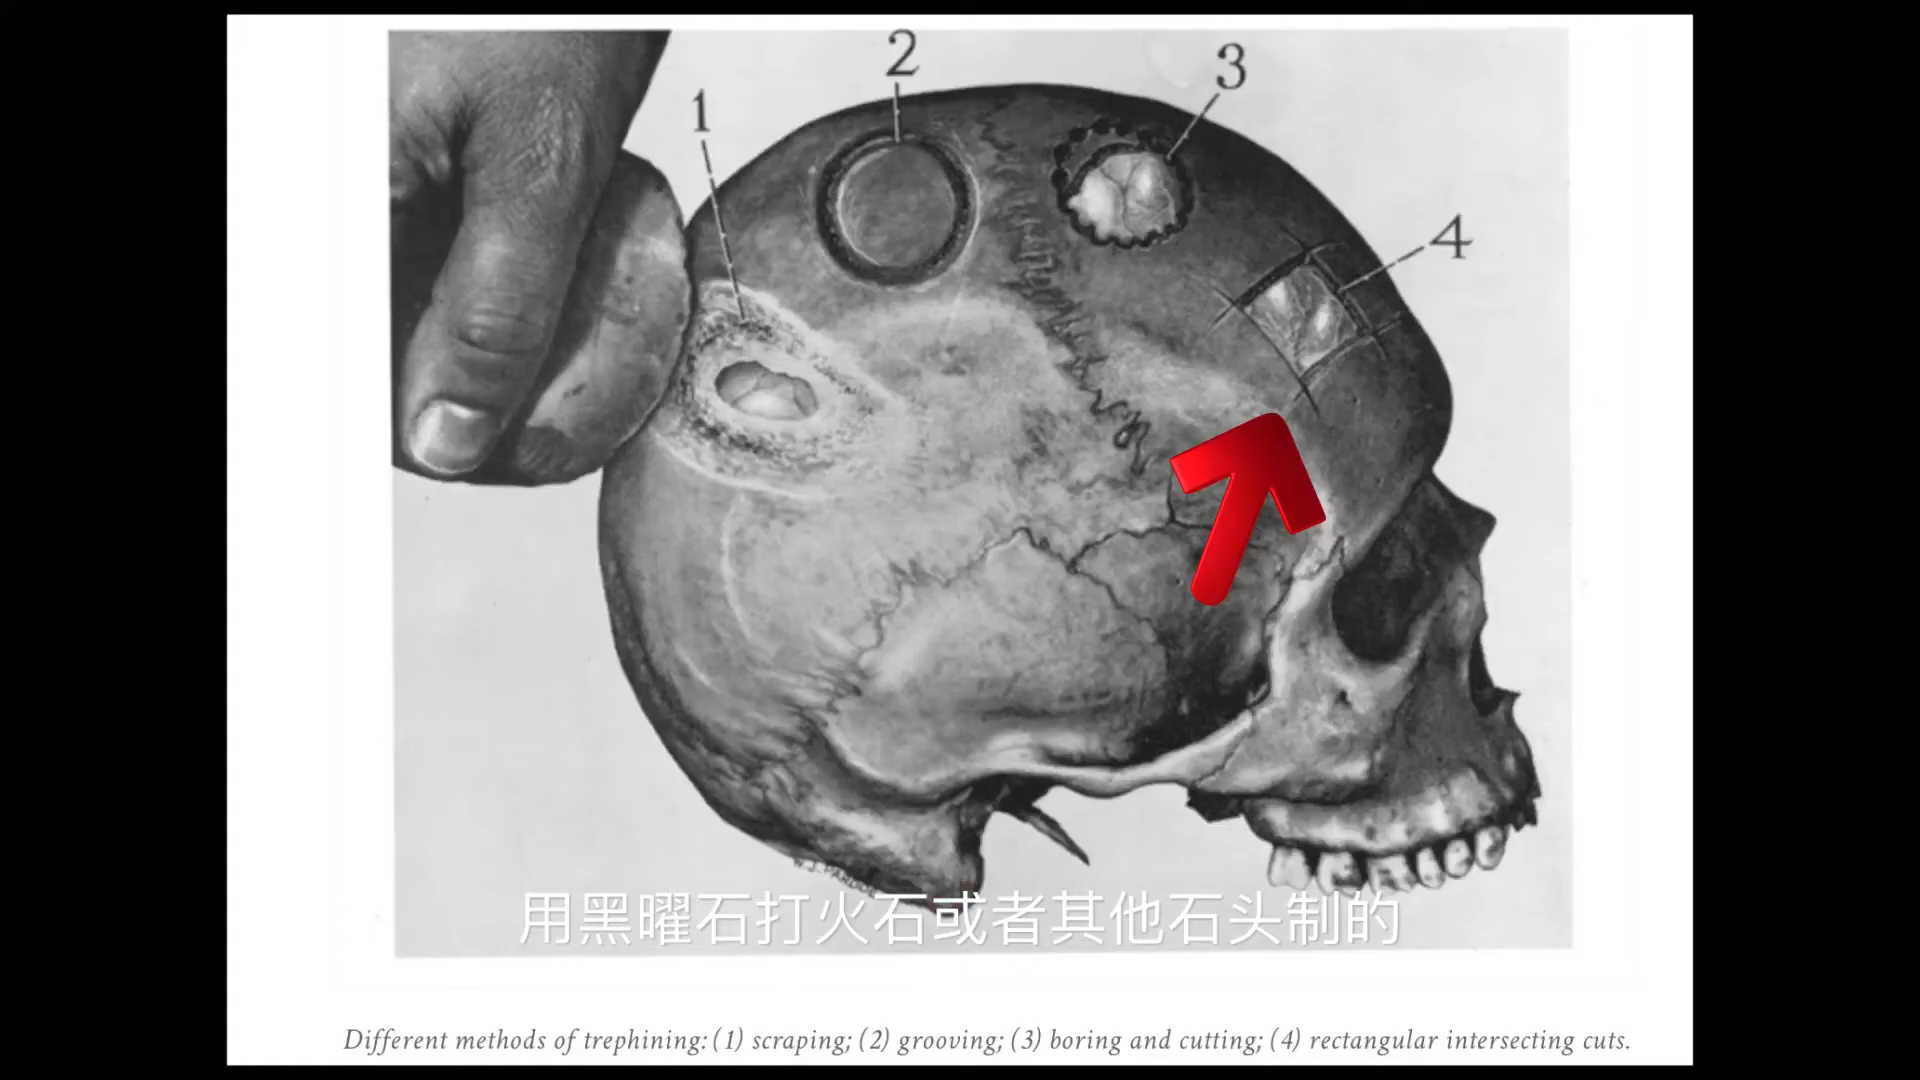 1
2
3
4
用黑曜石打火石或者其他石头制的
Different methods of trephining: (1) scraping; (2) grooving; (3) boring and cutting; (4) rectangular intersecting cuts.